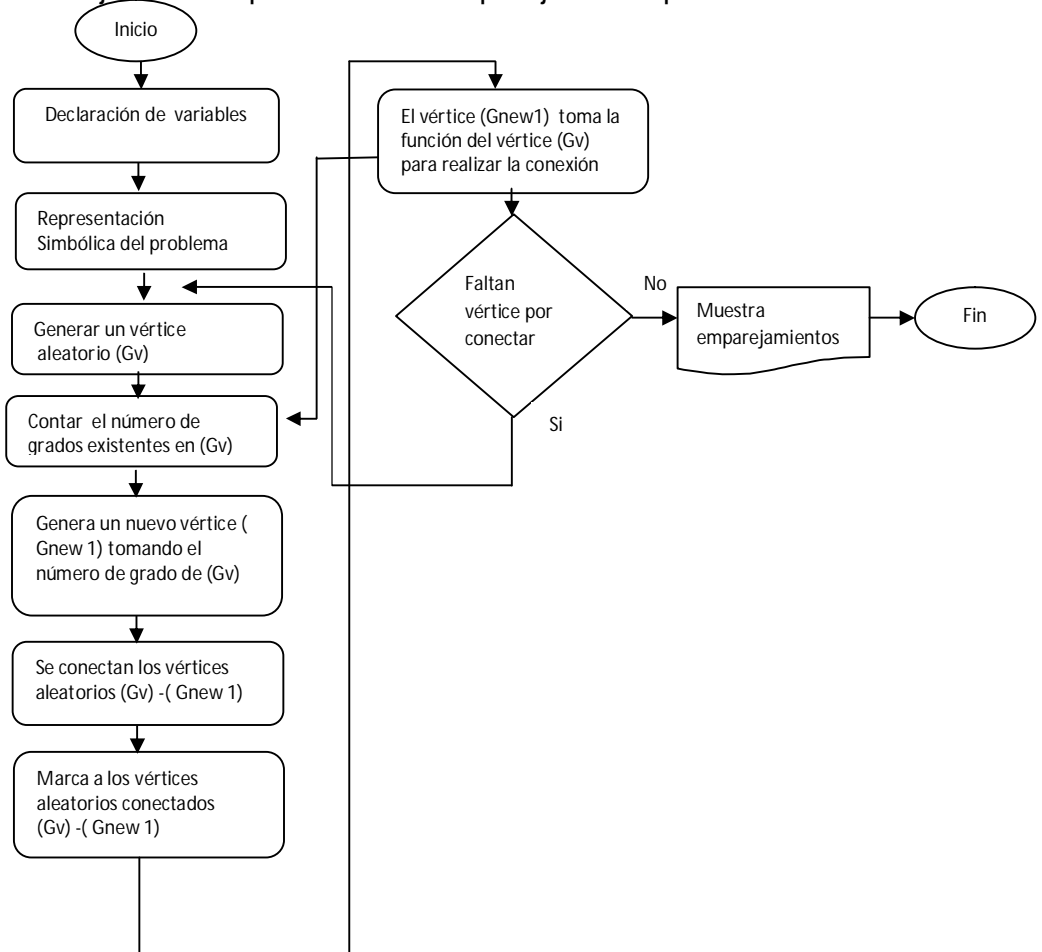 Inicio
Declaración de variables
Representación
Simbólica del problema
Generar un vértice
aleatorio (Gv)
Contar el número de
grados existentes en (Gv)
Genera un nuevo vértice (
Gnew 1) tomando el
número de grado de (Gv)
Se conectan los vértices
aleatorios (Gv) -( Gnew 1)
Marca a los vértices
aleatorios conectados
(Gv) -( Gnew 1)
El vértice (Gnew1) toma la
función del vértice (Gv)
para realizar la conexión
Faltan
vértice por
conectar
No
Si
Muestra
emparejamientos
Fin